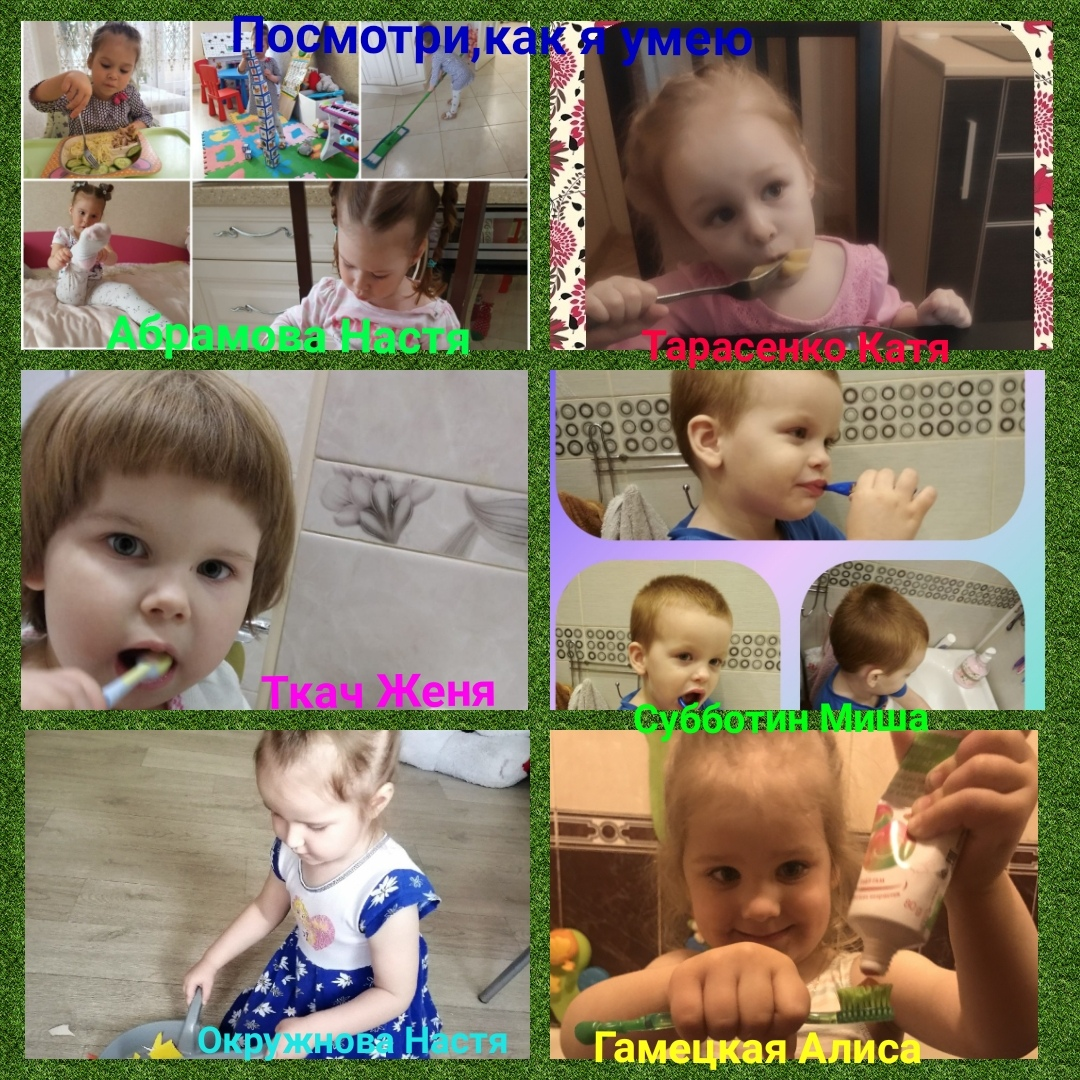 Посмотри,как я умею
Абрамова Настя
Тарасенко Катя
Ткач Женя
Субботин Миша
Окружнова Настя
Гамецкая Алиса